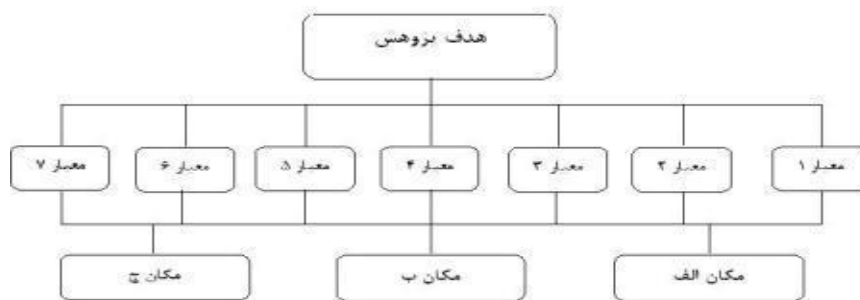 هدف پژوهش
معیار ۱
معیار ۲
معیار ۳
معیار ۴
معیار ۵
معیار ۶
معیار ۷
مکان الف
مکان ب
مکان ج